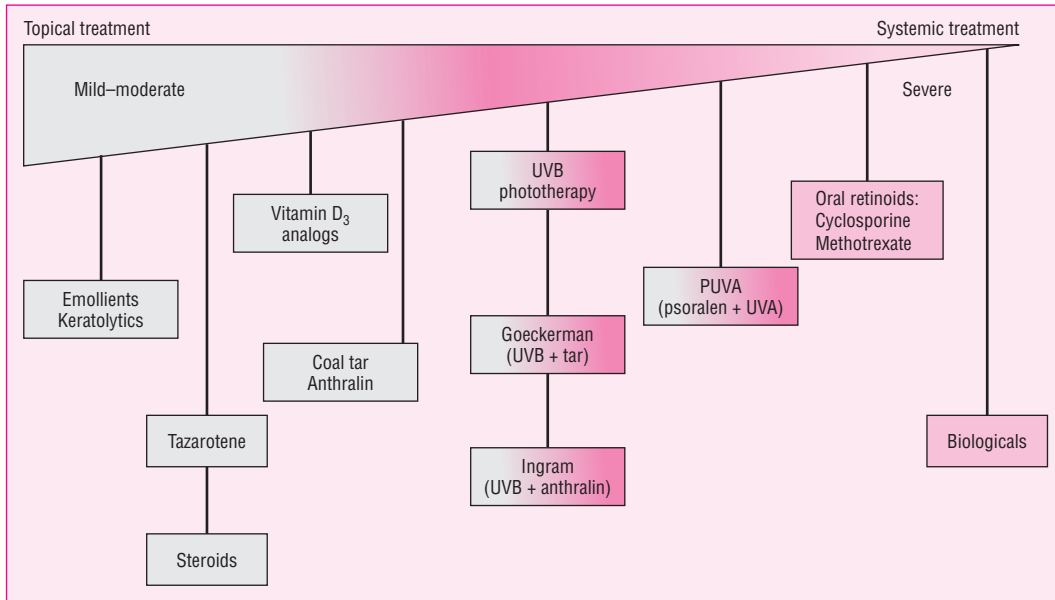 Topical treatment
Systemic treatment
Mild–moderate
Severe
Emollients
Keratolytics
Tazarotene
Steroids
Vitamin D₃
analogs
Coal tar
Anthralin
UVB
phototherapy
Goeckerman
(UVB + tar)
Ingram
(UVB + anthralin)
PUVA
(psoralen + UVA)
Oral retinoids:
Cyclosporine
Methotrexate
Biologicals